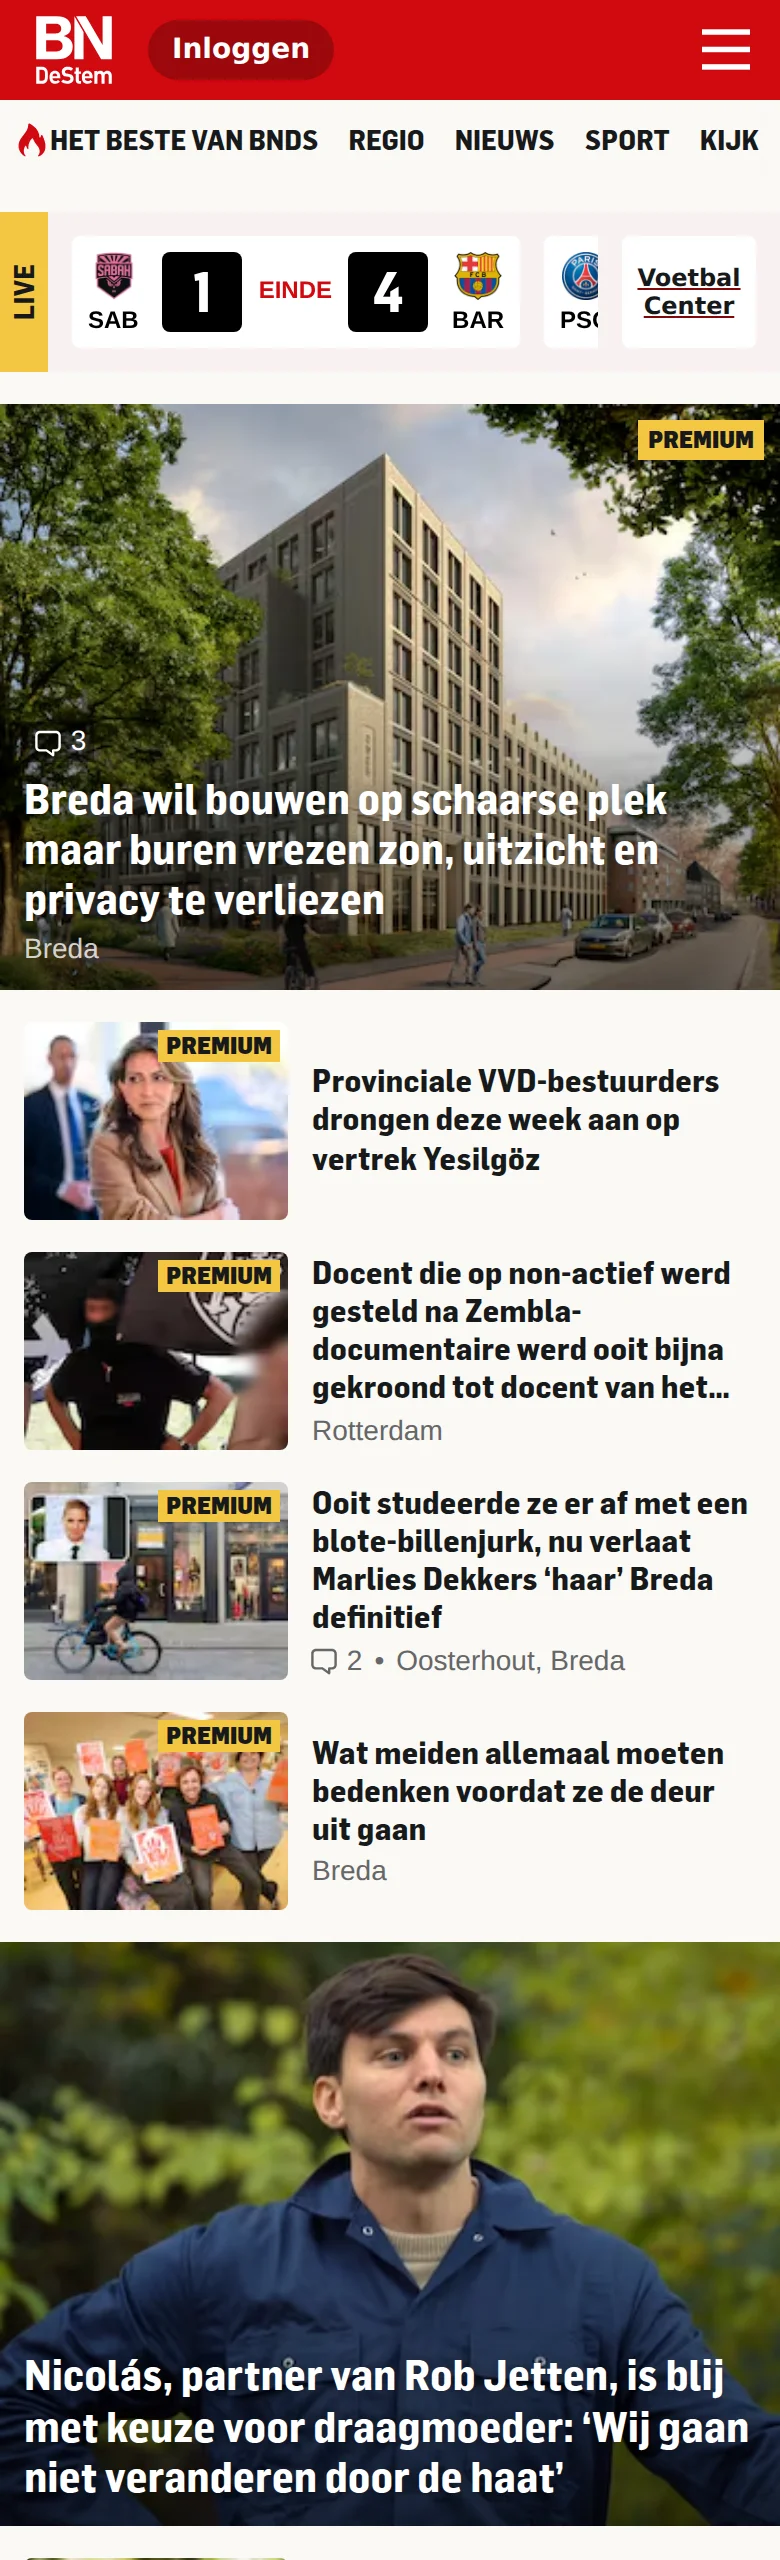 BN
DeStem
Inloggen
HET BESTE VAN BNDS REGIO NIEUWS SPORT KIJK
LIVE
SABAH
SAB
1
EINDE
4
FCB
BAR
PARIS
PSG
Voetbal
Center
PREMIUM
3
Breda wil bouwen op schaarse plek
maar buren vrezen zon, uitzicht en
privacy te verliezen
Breda
PREMIUM
Provinciale VVD-bestuurders
drongen deze week aan op
vertrek Yesilgöz
PREMIUM
Docent die op non-actief werd
gesteld na Zembla-
documentaire werd ooit bijna
gekroond tot docent van het...
Rotterdam
PREMIUM
Ooit studeerde ze er af met een
blote-billenjurk, nu verlaat
Marlies Dekkers ‘haar’ Breda
definitief
2 • Oosterhout, Breda
PREMIUM
Wat meiden allemaal moeten
bedenken voordat ze de deur
uit gaan
Breda
Nicolás, partner van Rob Jetten, is blij
met keuze voor draagmoeder: ‘Wij gaan
niet veranderen door de haat’